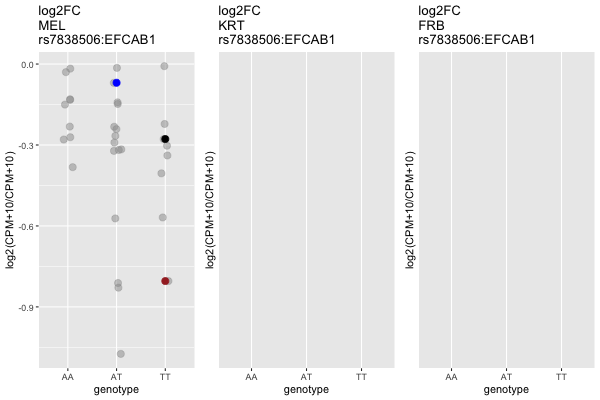 log2FC
MEL
rs7838506:EFCAB1
log2(CPM+10/CPM+10)
0.0
-0.3
-0.6
-0.9
AA AT TT
genotype
log2FC
KRT
rs7838506:EFCAB1
log2(CPM+10/CPM+10)
AA AT TT
genotype
log2FC
FRB
rs7838506:EFCAB1
log2(CPM+10/CPM+10)
AA AT TT
genotype